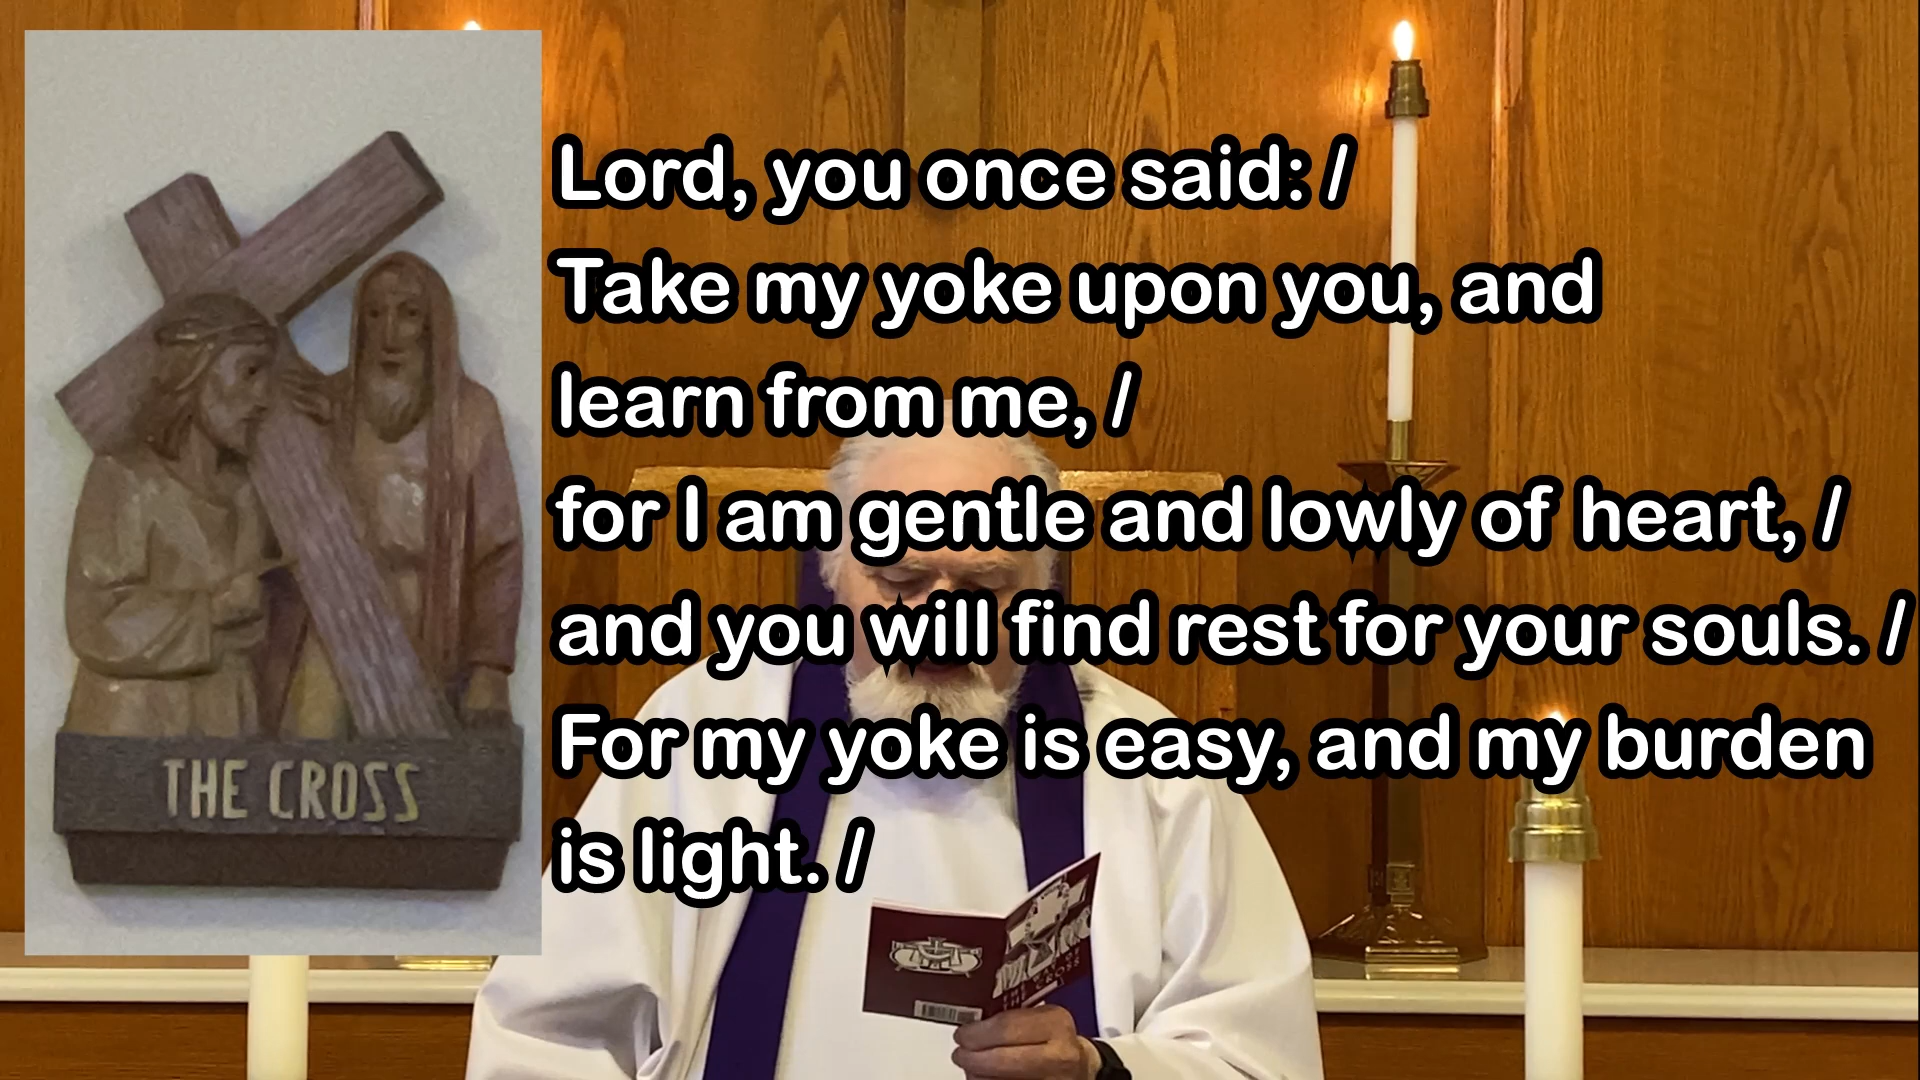 Lord, you once said: /
Take my yoke upon you, and
learn from me, /
for I am gentle and lowly of heart, /
and you will find rest for your souls. /
For my yoke is easy, and my burden
is light. /
THE CROSS
THE CROSS